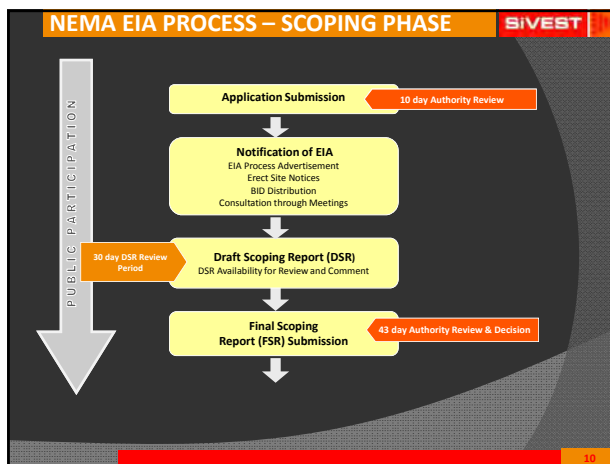 NEMA EIA PROCESS – SCOPING PHASE
SiVEST
PUBLIC PARTICIPATION
Application Submission
10 day Authority Review
Notification of EIA
EIA Process Advertisement
Erect Site Notices
BID Distribution
Consultation through Meetings
30 day DSR Review
Period
Draft Scoping Report (DSR)
DSR Availability for Review and Comment
Final Scoping
Report (FSR) Submission
43 day Authority Review & Decision
10